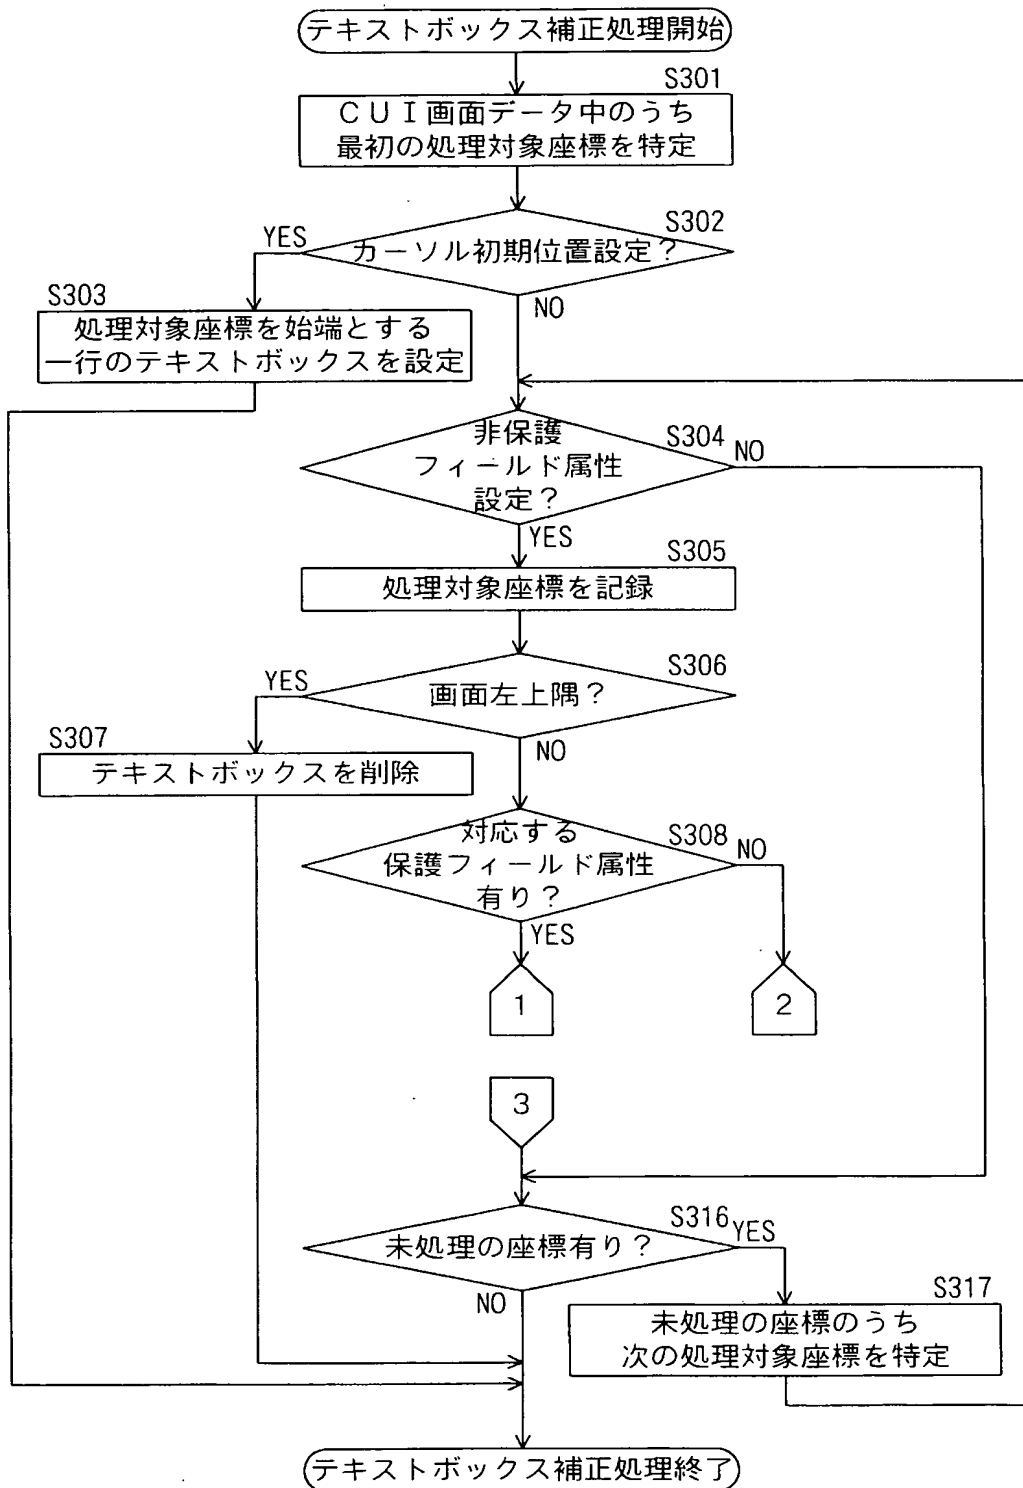 テキストボックス補正処理開始
S301
ＣＵＩ画面データ中のうち
最初の処理対象座標を特定
S302
YES
カーソル初期位置設定？
NO
S303
処理対象座標を始端とする
一行のテキストボックスを設定
S304
NO
非保護
フィールド属性
設定？
YES
S305
処理対象座標を記録
S306
YES
画面左上隅？
NO
S307
テキストボックスを削除
S308
NO
対応する
保護フィールド属性
有り？
YES
1
2
3
S316
YES
未処理の座標有り？
NO
S317
未処理の座標のうち
次の処理対象座標を特定
テキストボックス補正処理終了